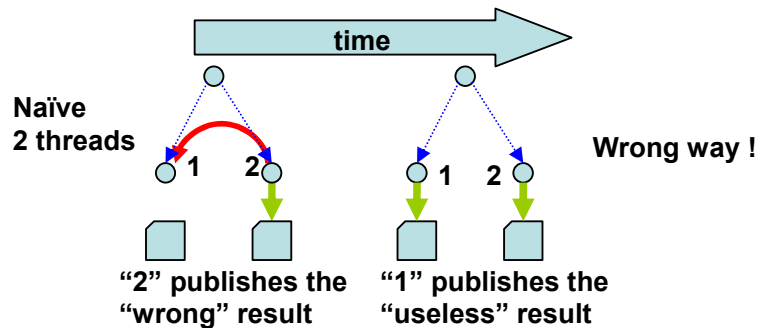 time
Naïve
2 threads
1
2
1
2
Wrong way !
“2” publishes the
“wrong” result
“1” publishes the
“useless” result